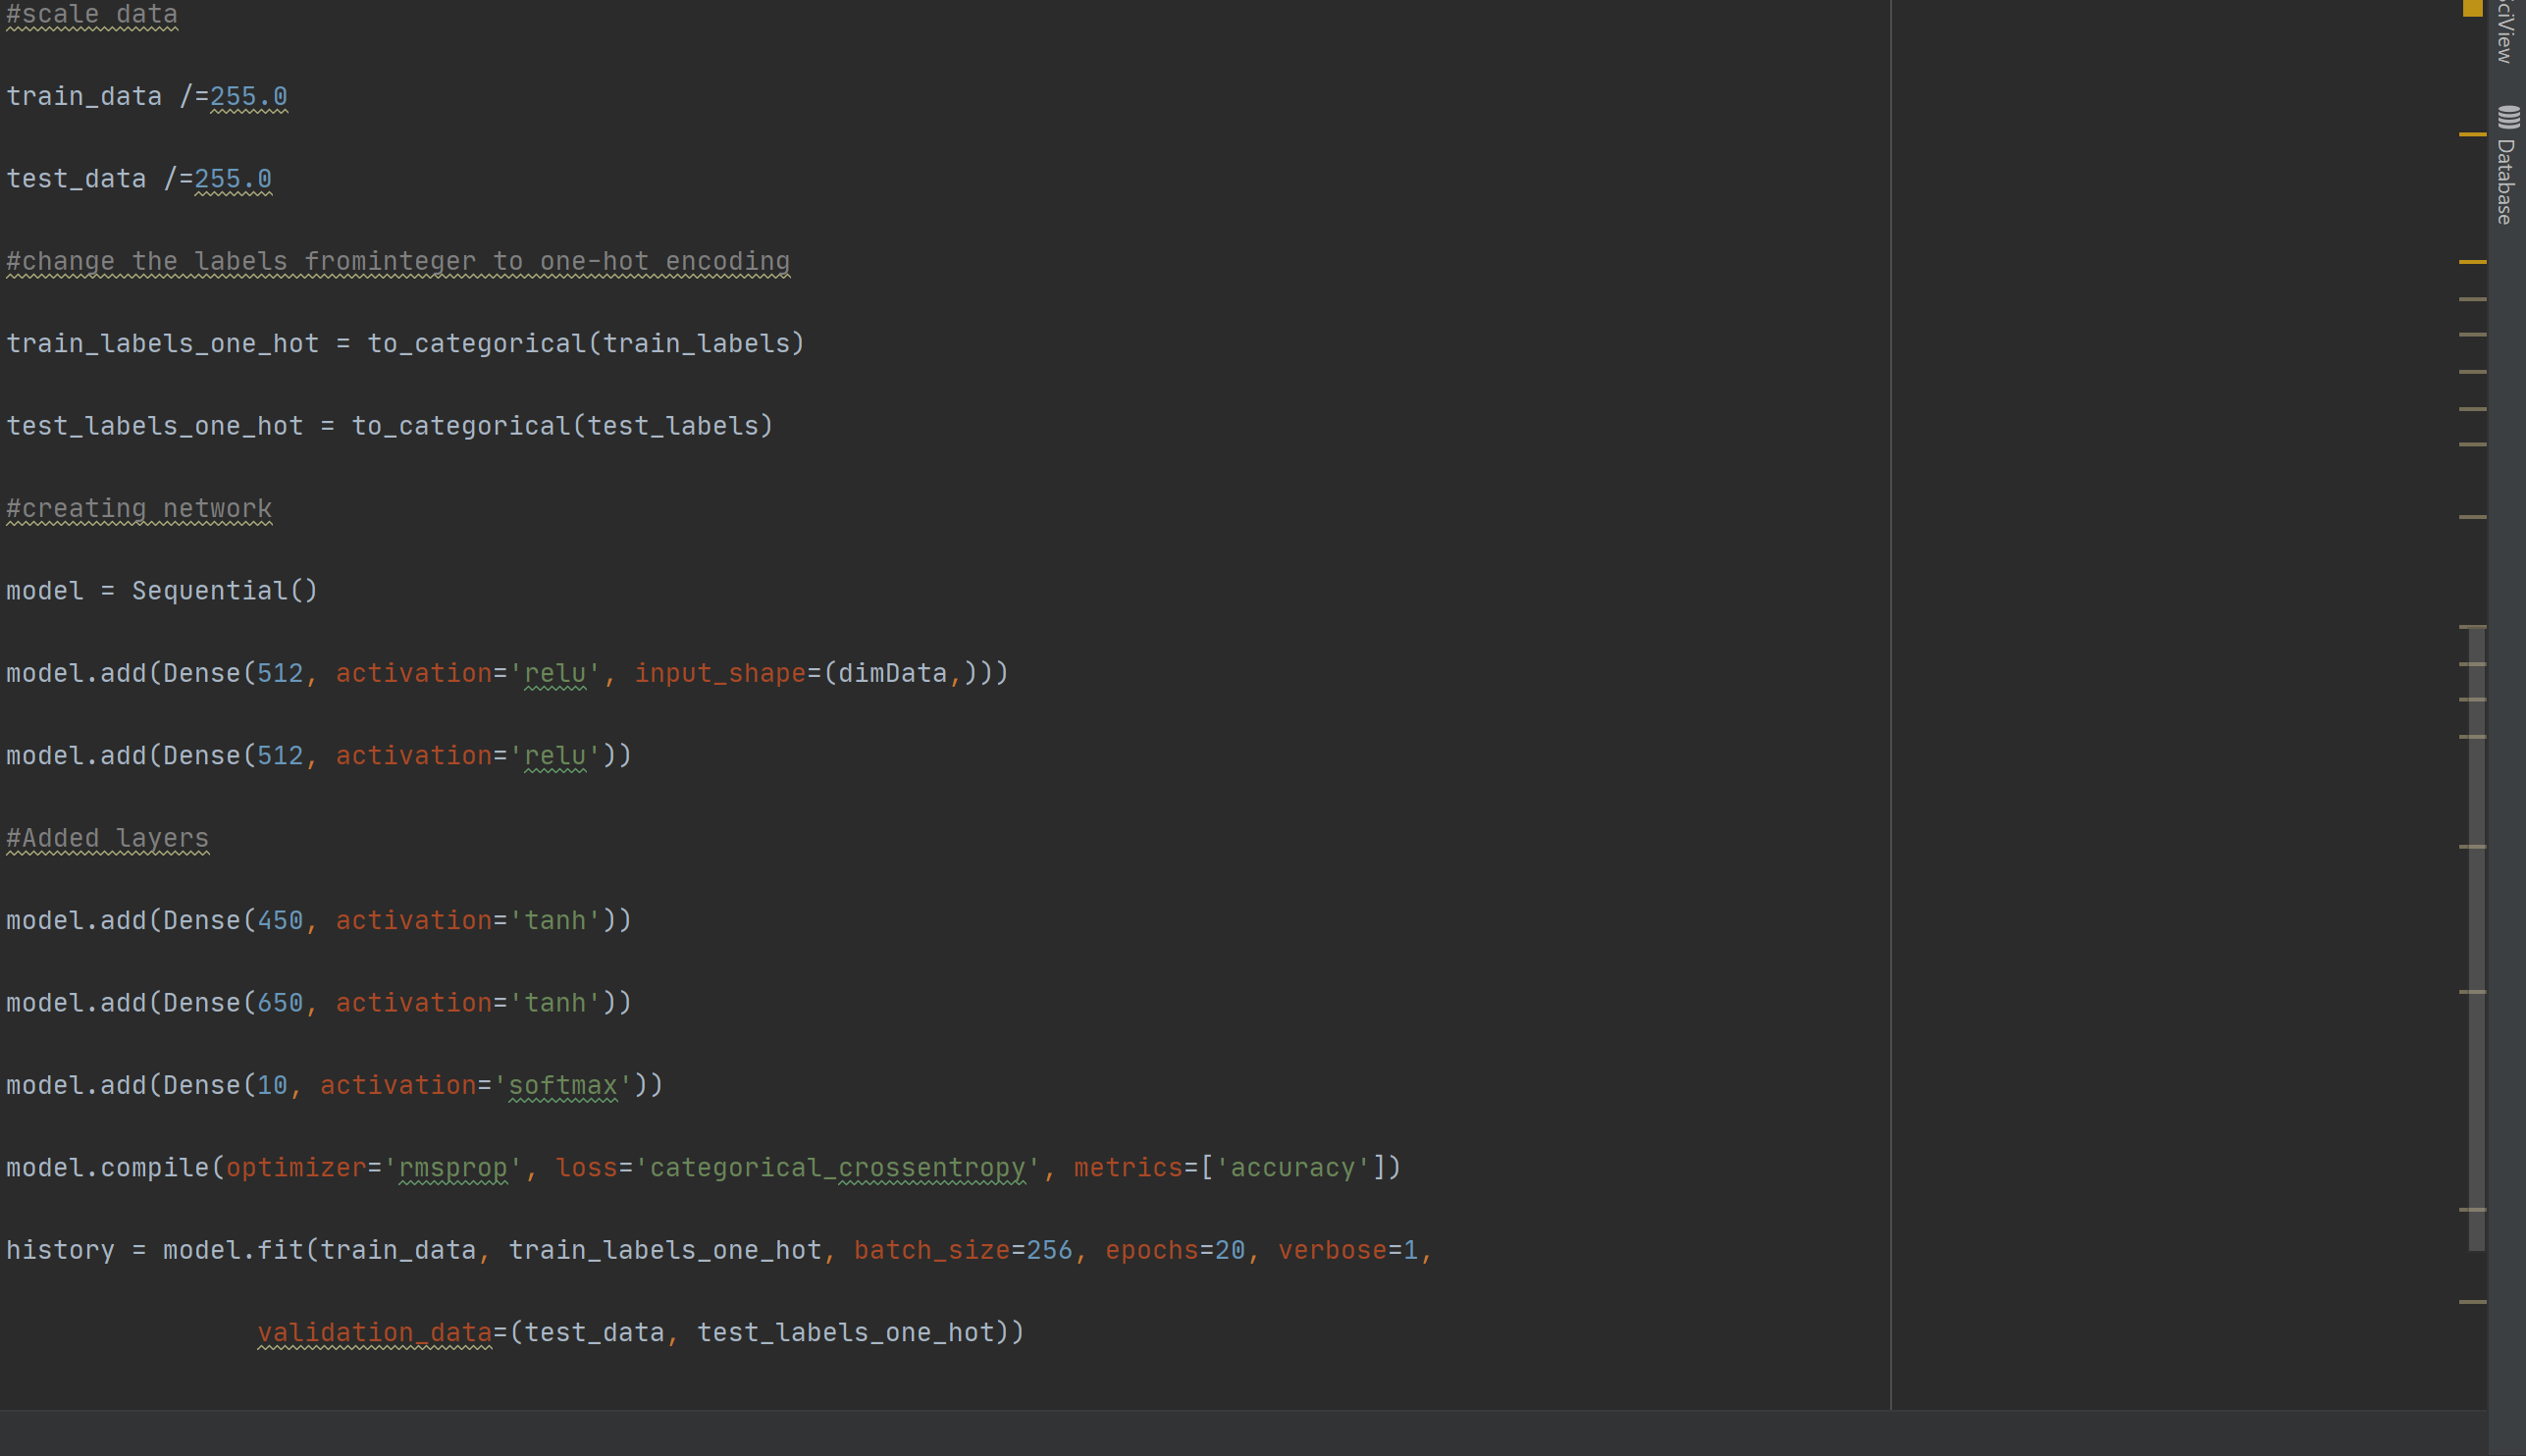 #scale data
train_data /=255.0
test_data /=255.0
#change the labels frominteger to one-hot encoding
train_labels_one_hot = to_categorical(train_labels)
test_labels_one_hot = to_categorical(test_labels)
#creating network
model = Sequential()
model.add(Dense(512, activation='relu', input_shape=(dimData,)))
model.add(Dense(512, activation='relu'))
#Added layers
model.add(Dense(450, activation='tanh'))
model.add(Dense(650, activation='tanh'))
model.add(Dense(10, activation='softmax'))
model.compile(optimizer='rmsprop', loss='categorical_crossentropy', metrics=['accuracy'])
history = model.fit(train_data, train_labels_one_hot, batch_size=256, epochs=20, verbose=1,
                validation_data=(test_data, test_labels_one_hot))
SciView
Database